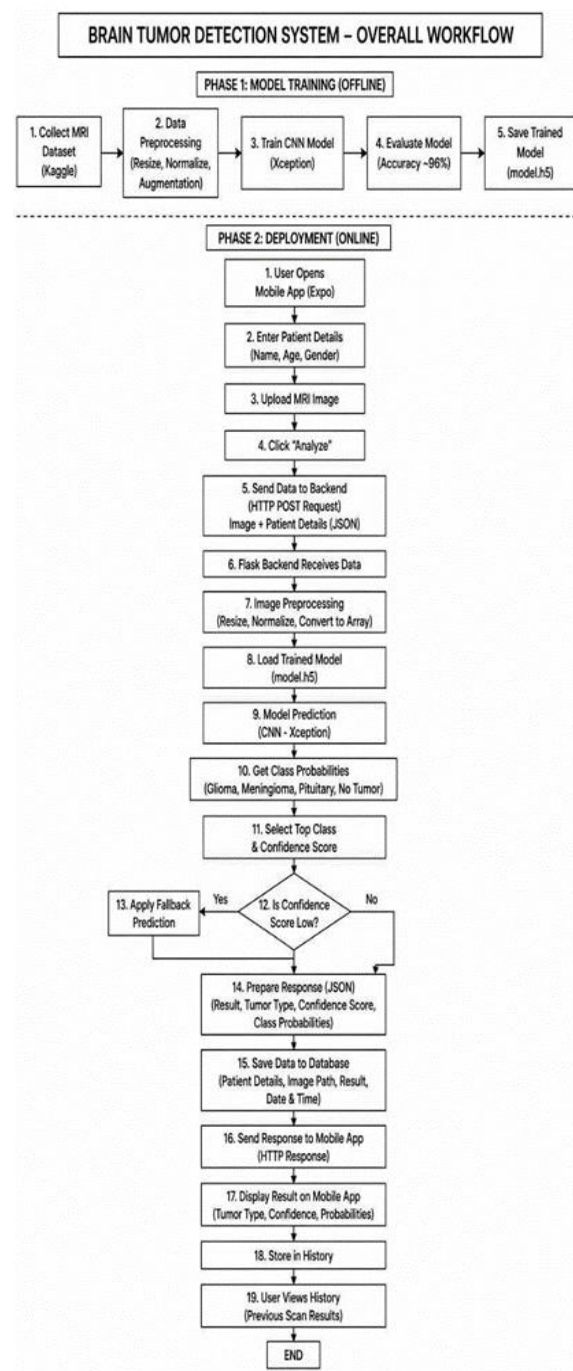 BRAIN TUMOR DETECTION SYSTEM – OVERALL WORKFLOW
PHASE 1: MODEL TRAINING (OFFLINE)
1. Collect MRI
Dataset
(Kaggle)
2. Data
Preprocessing
(Resize, Normalize,
Augmentation)
3. Train CNN Model
(Xception)
4. Evaluate Model
(Accuracy ~96%)
5. Save Trained
Model
(model.h5)
PHASE 2: DEPLOYMENT (ONLINE)
1. User Opens
Mobile App (Expo)
2. Enter Patient Details
(Name, Age, Gender)
3. Upload MRI Image
4. Click "Analyze"
5. Send Data to Backend
(HTTP POST Request)
Image + Patient Details (JSON)
6. Flask Backend Receives Data
7. Image Preprocessing
(Resize, Normalize, Convert to Array)
8. Load Trained Model
(model.h5)
9. Model Prediction
(CNN - Xception)
10. Get Class Probabilities
(Glioma, Meningioma, Pituitary, No Tumor)
11. Select Top Class
& Confidence Score
12. Is Confidence
Score Low?
Yes
No
13. Apply Fallback
Prediction
14. Prepare Response (JSON)
(Result, Tumor Type, Confidence Score,
Class Probabilities)
15. Save Data to Database
(Patient Details, Image Path, Result,
Date & Time)
16. Send Response to Mobile App
(HTTP Response)
17. Display Result on Mobile App
(Tumor Type, Confidence, Probabilities)
18. Store in History
19. User Views History
(Previous Scan Results)
END